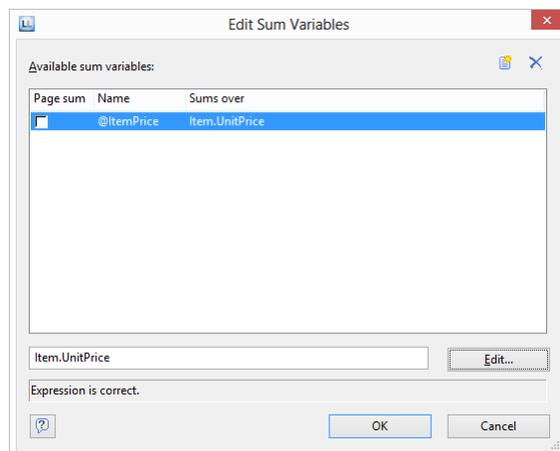 LL Edit Sum Variables
Available sum variables:
Page sum Name Sums over
@ItemPrice Item.UnitPrice
Item.UnitPrice Edit...
Expression is correct.
? OK Cancel